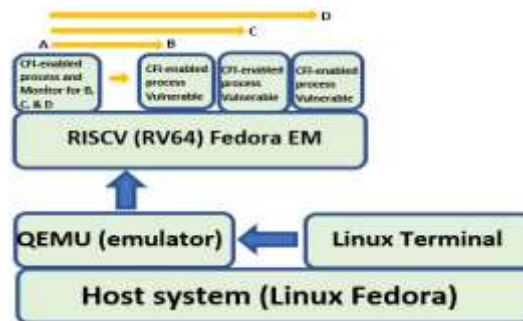 D
C
A
B
CFI-enabled
process and
Monitor for B,
C, & D
CFI-enabled
process
Vulnerable
CFI-enabled
process
Vulnerable
CFI-enabled
process
Vulnerable
RISCV (RV64) Fedora EM
QEMU (emulator)
Linux Terminal
Host system (Linux Fedora)